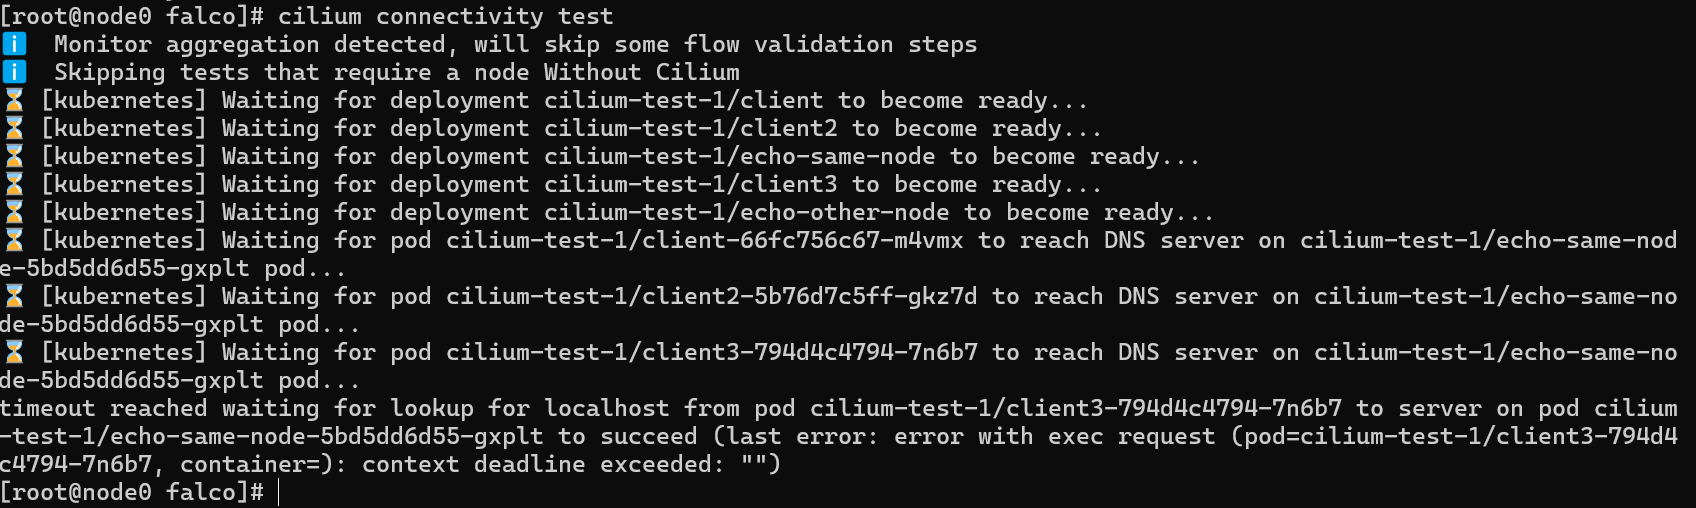 [root@node0 falco]# cilium connectivity test
ℹ️  Monitor aggregation detected, will skip some flow validation steps
ℹ️  Skipping tests that require a node Without Cilium
⌛ [kubernetes] Waiting for deployment cilium-test-1/client to become ready...
⌛ [kubernetes] Waiting for deployment cilium-test-1/client2 to become ready...
⌛ [kubernetes] Waiting for deployment cilium-test-1/echo-same-node to become ready...
⌛ [kubernetes] Waiting for deployment cilium-test-1/client3 to become ready...
⌛ [kubernetes] Waiting for deployment cilium-test-1/echo-other-node to become ready...
⌛ [kubernetes] Waiting for pod cilium-test-1/client-66fc756c67-m4vmx to reach DNS server on cilium-test-1/echo-same-nod
e-5bd5dd6d55-gxplt pod...
⌛ [kubernetes] Waiting for pod cilium-test-1/client2-5b76d7c5ff-gkz7d to reach DNS server on cilium-test-1/echo-same-no
de-5bd5dd6d55-gxplt pod...
⌛ [kubernetes] Waiting for pod cilium-test-1/client3-794d4c4794-7n6b7 to reach DNS server on cilium-test-1/echo-same-no
de-5bd5dd6d55-gxplt pod...
timeout reached waiting for lookup for localhost from pod cilium-test-1/client3-794d4c4794-7n6b7 to server on pod cilium
-test-1/echo-same-node-5bd5dd6d55-gxplt to succeed (last error: error with exec request (pod=cilium-test-1/client3-794d4
c4794-7n6b7, container=): context deadline exceeded: "")
[root@node0 falco]#